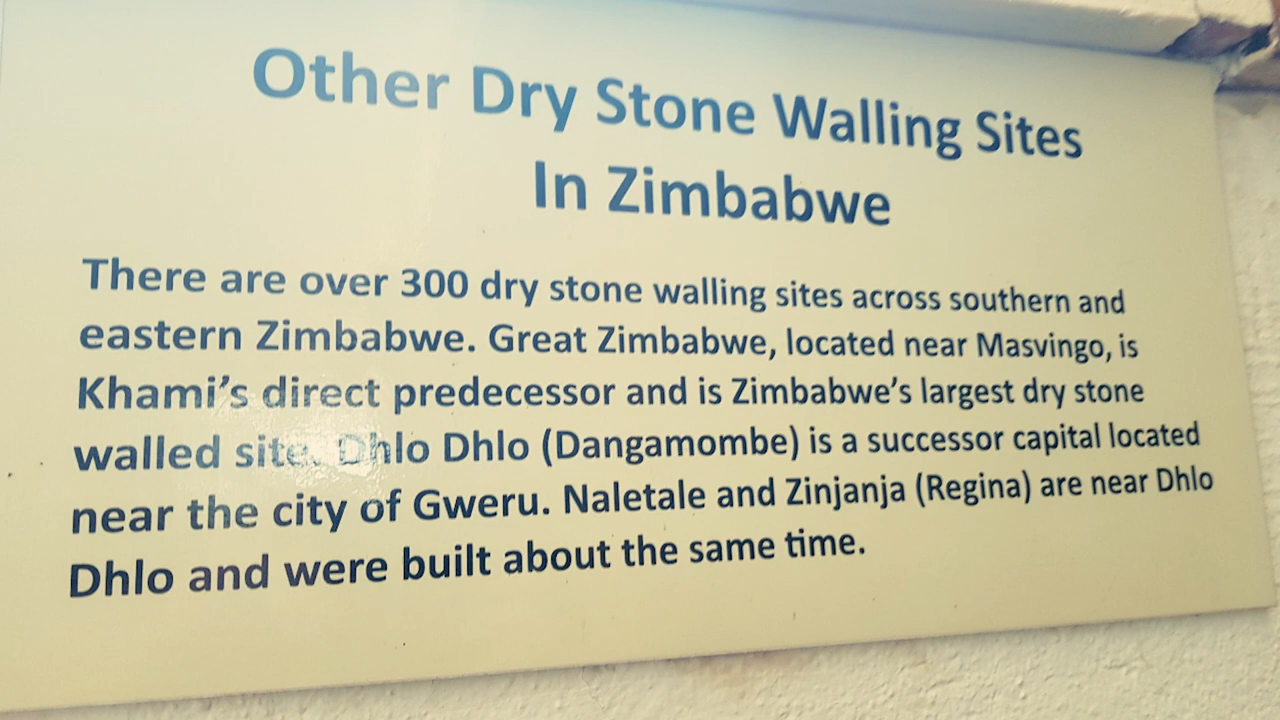 Other Dry Stone Walling Sites
In Zimbabwe
There are over 300 dry stone walling sites across southern and
eastern Zimbabwe. Great Zimbabwe, located near Masvingo, is
Khami's direct predecessor and is Zimbabwe's largest dry stone
walled site. Dhlo Dhlo (Dangamombe) is a successor capital located
near the city of Gweru. Naletale and Zinjanja (Regina) are near Dhlo
Dhlo and were built about the same time.